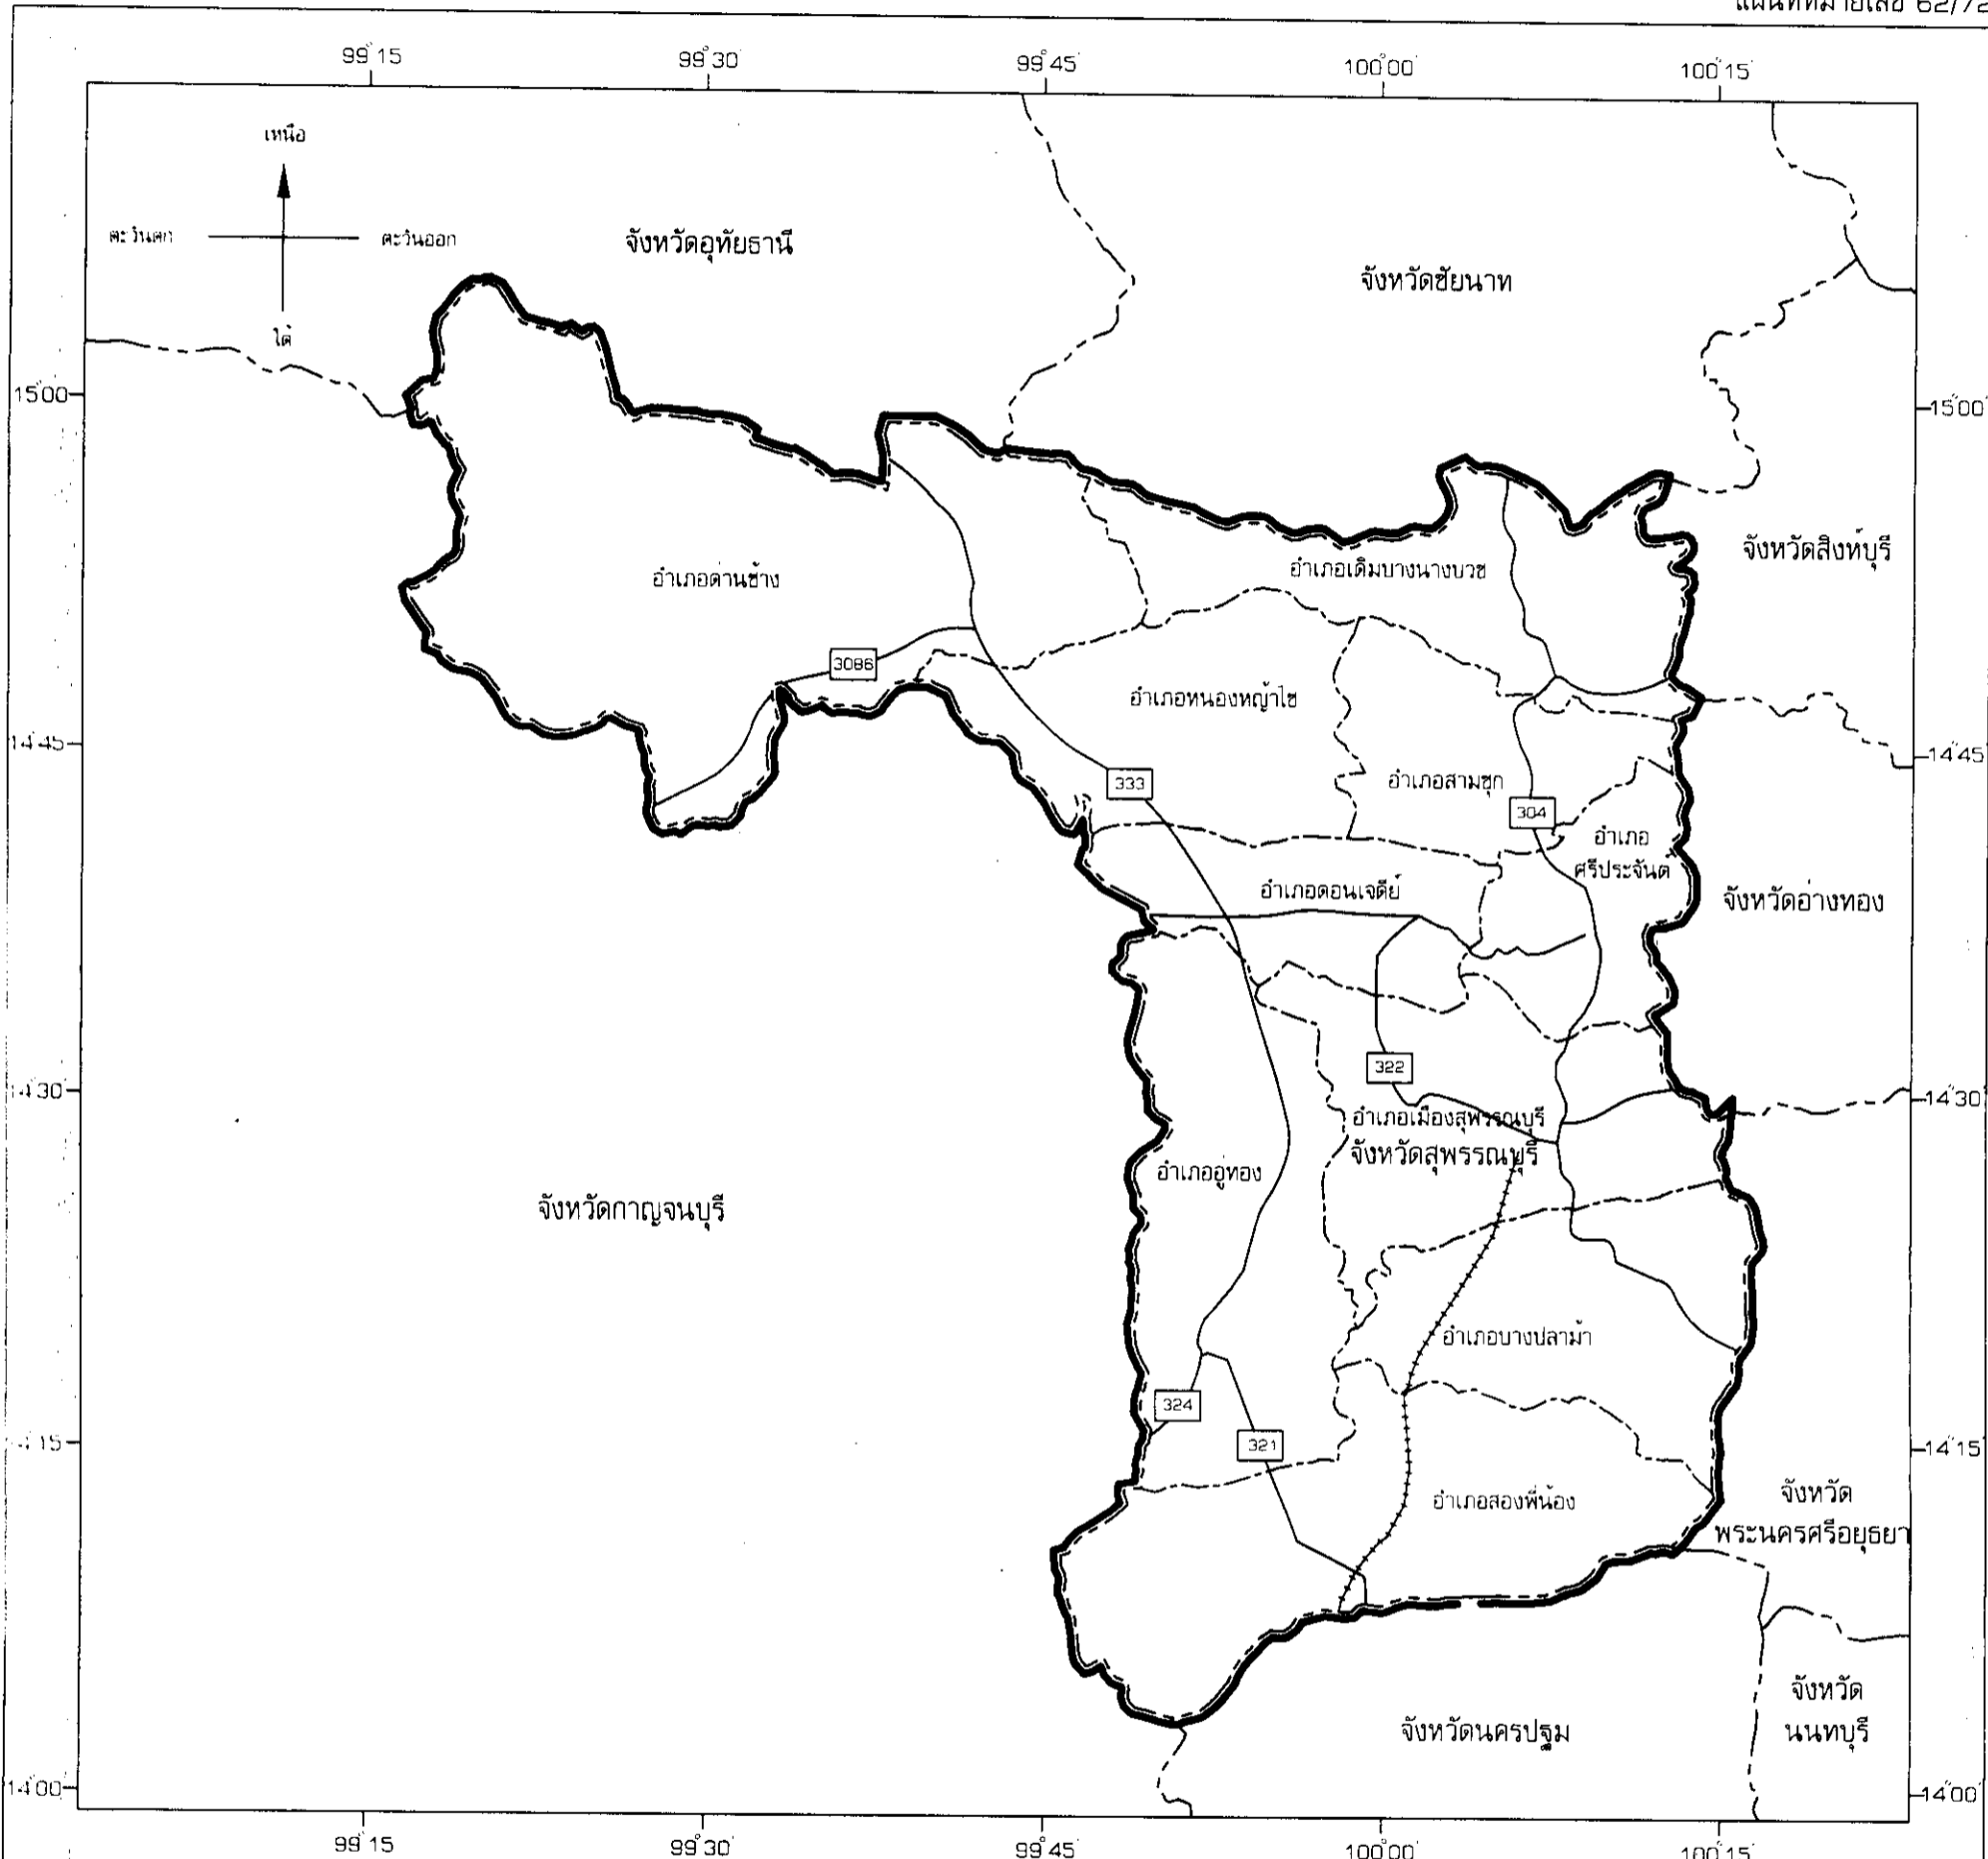 แผนที่หมายเลข 62/72
99°15'
99°30'
99°45'
100°00'
100°15'
เหนือ
ตะวันตก
ตะวันออก
ใต้
จังหวัดอุทัยธานี
จังหวัดชัยนาท
15°00'
15°00'
จังหวัดสิงห์บุรี
อำเภอด่านช้าง
อำเภอเดิมบางนางบวช
3086
อำเภอหนองหญ้าไซ
14°45'
14°45'
333
อำเภอสามชุก
304
อำเภอ
ศรีประจันต
อำเภอดอนเจดีย์
จังหวัดอ่างทอง
322
14°30'
14°30'
อำเภอเมืองสุพรรณบุรี
จังหวัดสุพรรณบุรี
อำเภออู่ทอง
จังหวัดกาญจนบุรี
อำเภอบางปลาม้า
324
321
14°15'
14°15'
อำเภอสองพี่น้อง
จังหวัด
พระนครศรีอยุธยา
จังหวัด
นนทบุรี
จังหวัดนครปฐม
14°00'
14°00'
99°15'
99°30'
99°45'
100°00'
100°15'